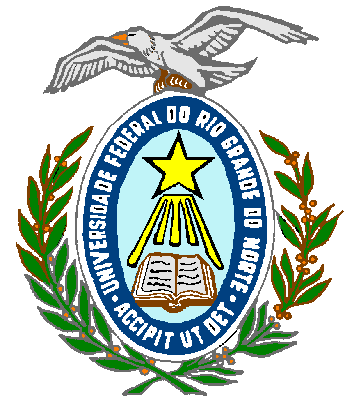 UNIVERSIDADE FEDERAL DO RIO GRANDE DO NORTE
ACCIPIT UT DET